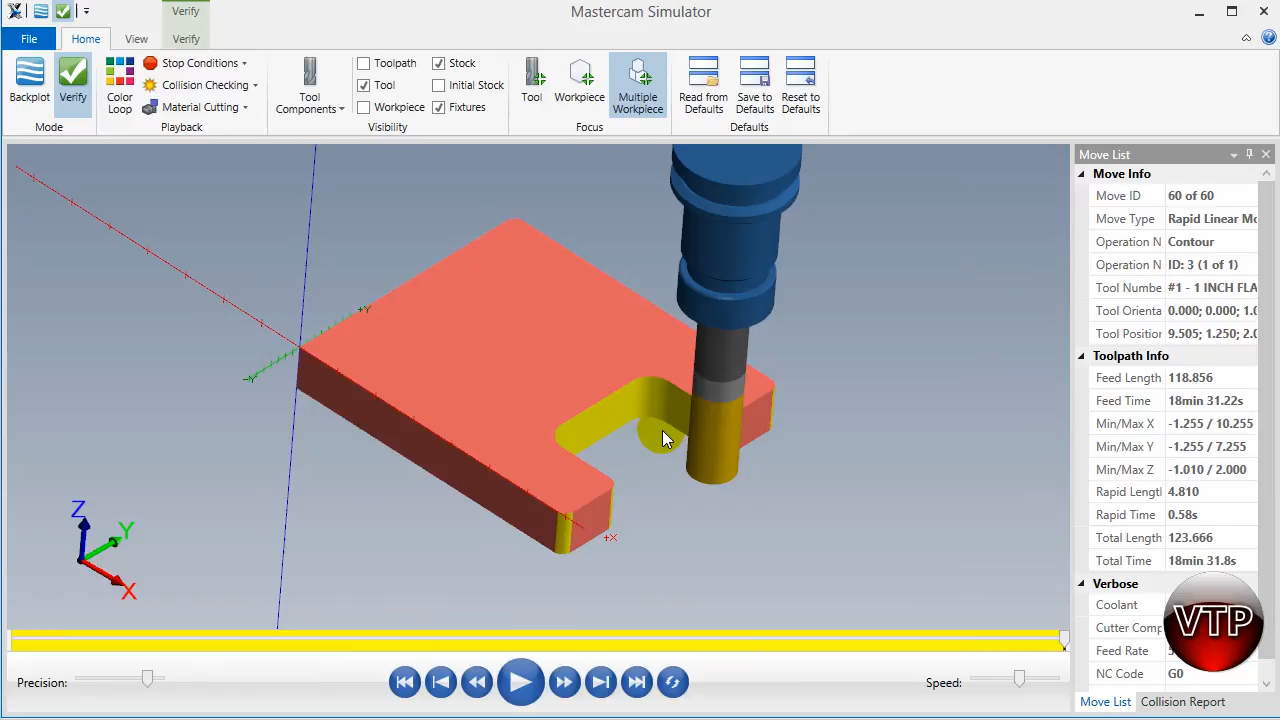 Verify
Mastercam Simulator
File
Home
View
Verify
Backplot
Verify
Mode
Color Loop
Stop Conditions
Collision Checking
Material Cutting
Playback
Tool Components
Toolpath
Tool
Workpiece
Stock
Initial Stock
Fixtures
Visibility
Tool
Workpiece
Multiple Workpiece
Focus
Read from Defaults
Save to Defaults
Reset to Defaults
Defaults
+Y
-Y
+X
Z
Y
X
Move List
Move Info
Move ID 60 of 60
Move Type Rapid Linear Mo
Operation N Contour
Operation N ID: 3 (1 of 1)
Tool Numbe #1 - 1 INCH FLA
Tool Orienta 0.000; 0.000; 1.0
Tool Position 9.505; 1.250; 2.0
Toolpath Info
Feed Length 118.856
Feed Time 18min 31.22s
Min/Max X -1.255 / 10.255
Min/Max Y -1.255 / 7.255
Min/Max Z -1.010 / 2.000
Rapid Length 4.810
Rapid Time 0.58s
Total Length 123.666
Total Time 18min 31.8s
Verbose
Coolant
Cutter Comp
Feed Rate
NC Code G0
VTP
Precision:
Speed:
Move List
Collision Report